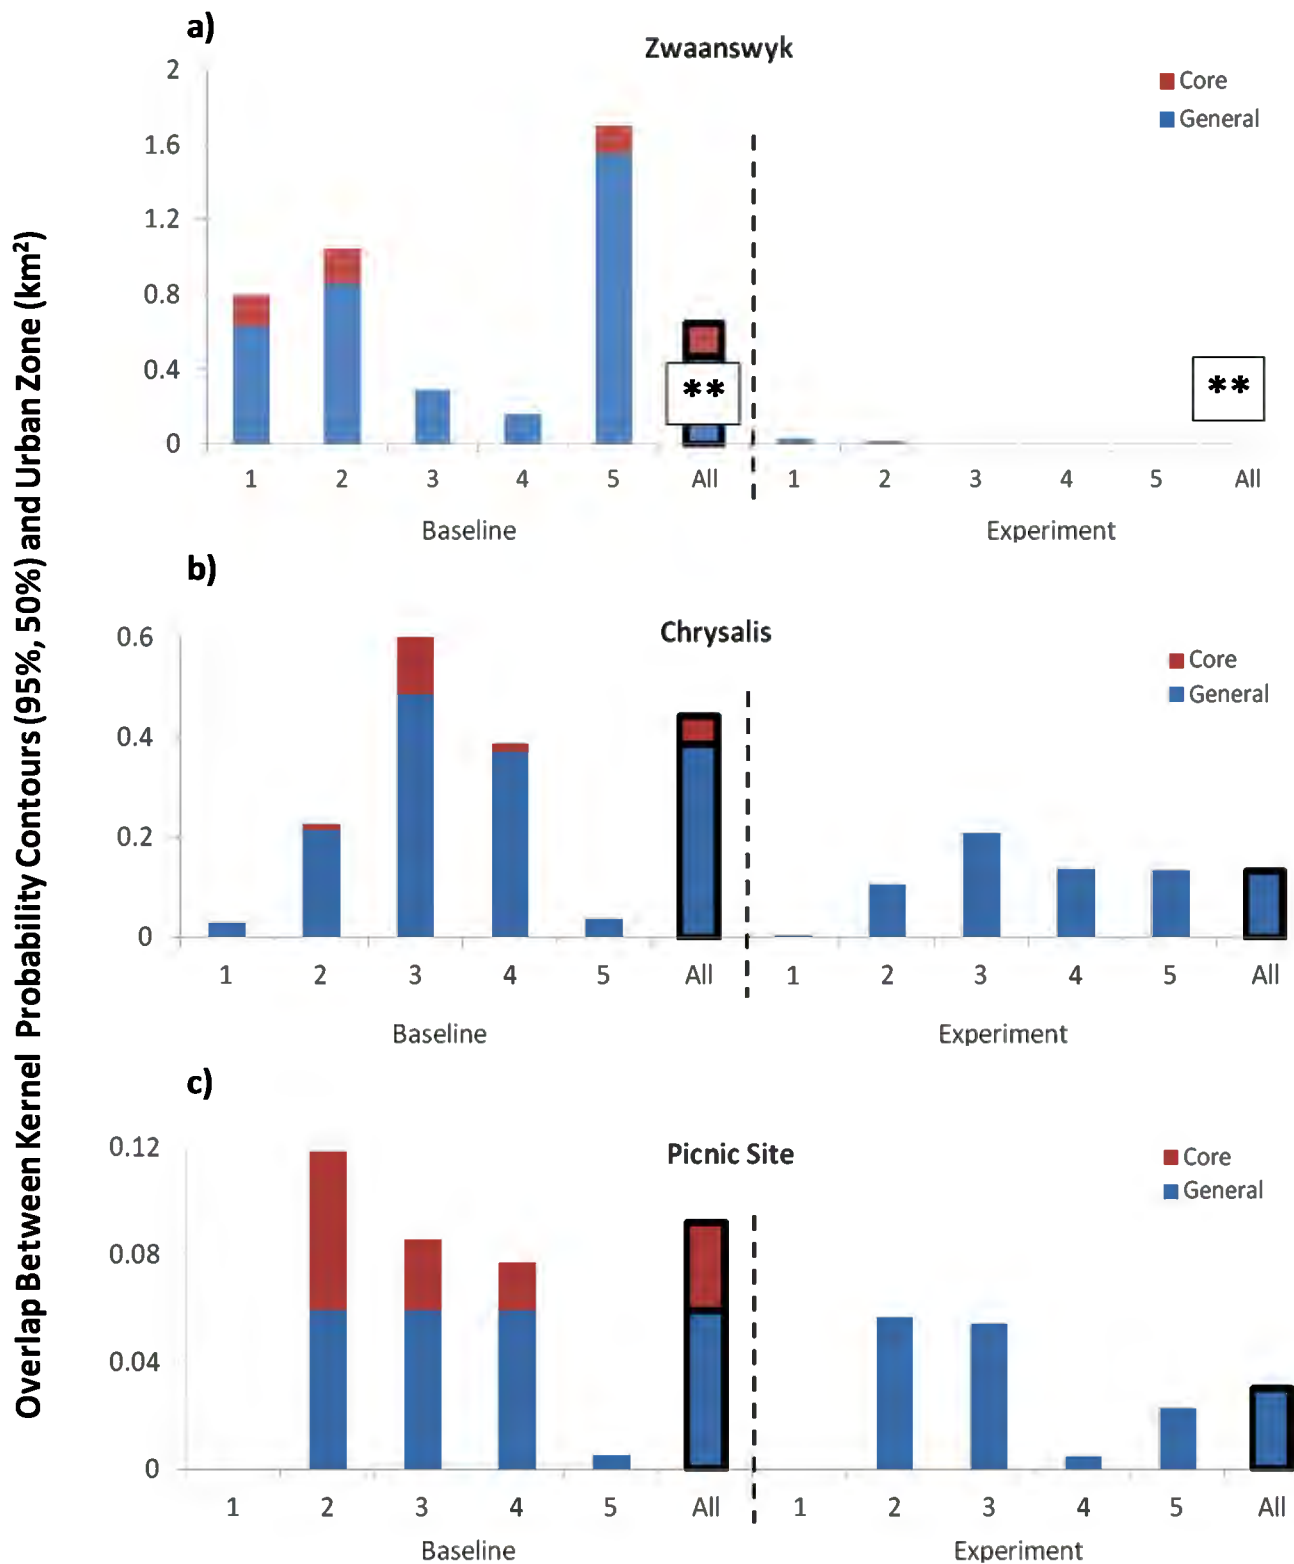 Overlap Between Kernel Probability Contours (95%, 50%) and Urban Zone (km²)
a)
Zwaanswyk
Core
General
2
1.6
1.2
0.8
0.4
0
** **
1 2 3 4 5 All 1 2 3 4 5 All
Baseline Experiment
b)
Chrysalis
Core
General
0.6
0.4
0.2
0
1 2 3 4 5 All 1 2 3 4 5 All
Baseline Experiment
c)
Picnic Site
Core
General
0.12
0.08
0.04
0
1 2 3 4 5 All 1 2 3 4 5 All
Baseline Experiment